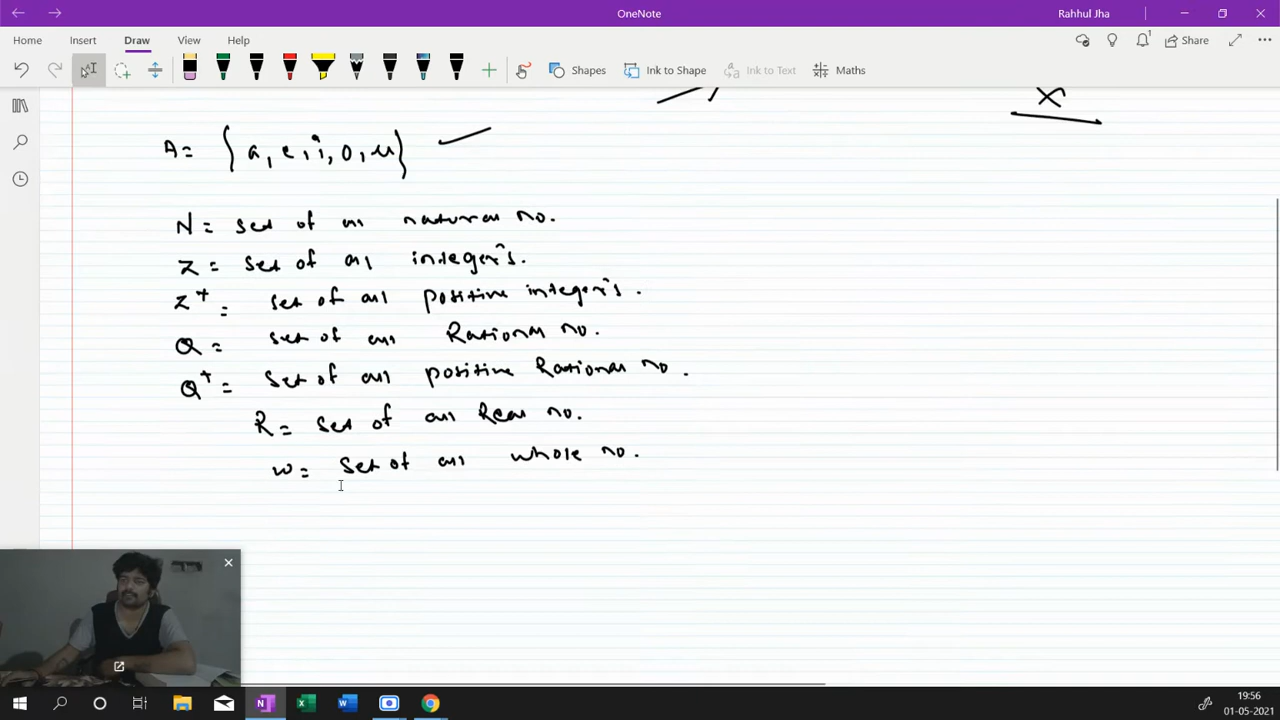 OneNote
Rahhul Jha
Home Insert Draw View Help
Share
Shapes Ink to Shape Ink to Text Maths
X
A= {a, e, i, o, u}
N= set of all natural no.
Z= set of all integer's.
Z+ = set of all positive integer's.
Q= set of all Rational no.
Q+ = set of all positive Rational no.
R= set of all Real no.
W= set of all whole no.
19:56
01-05-2021